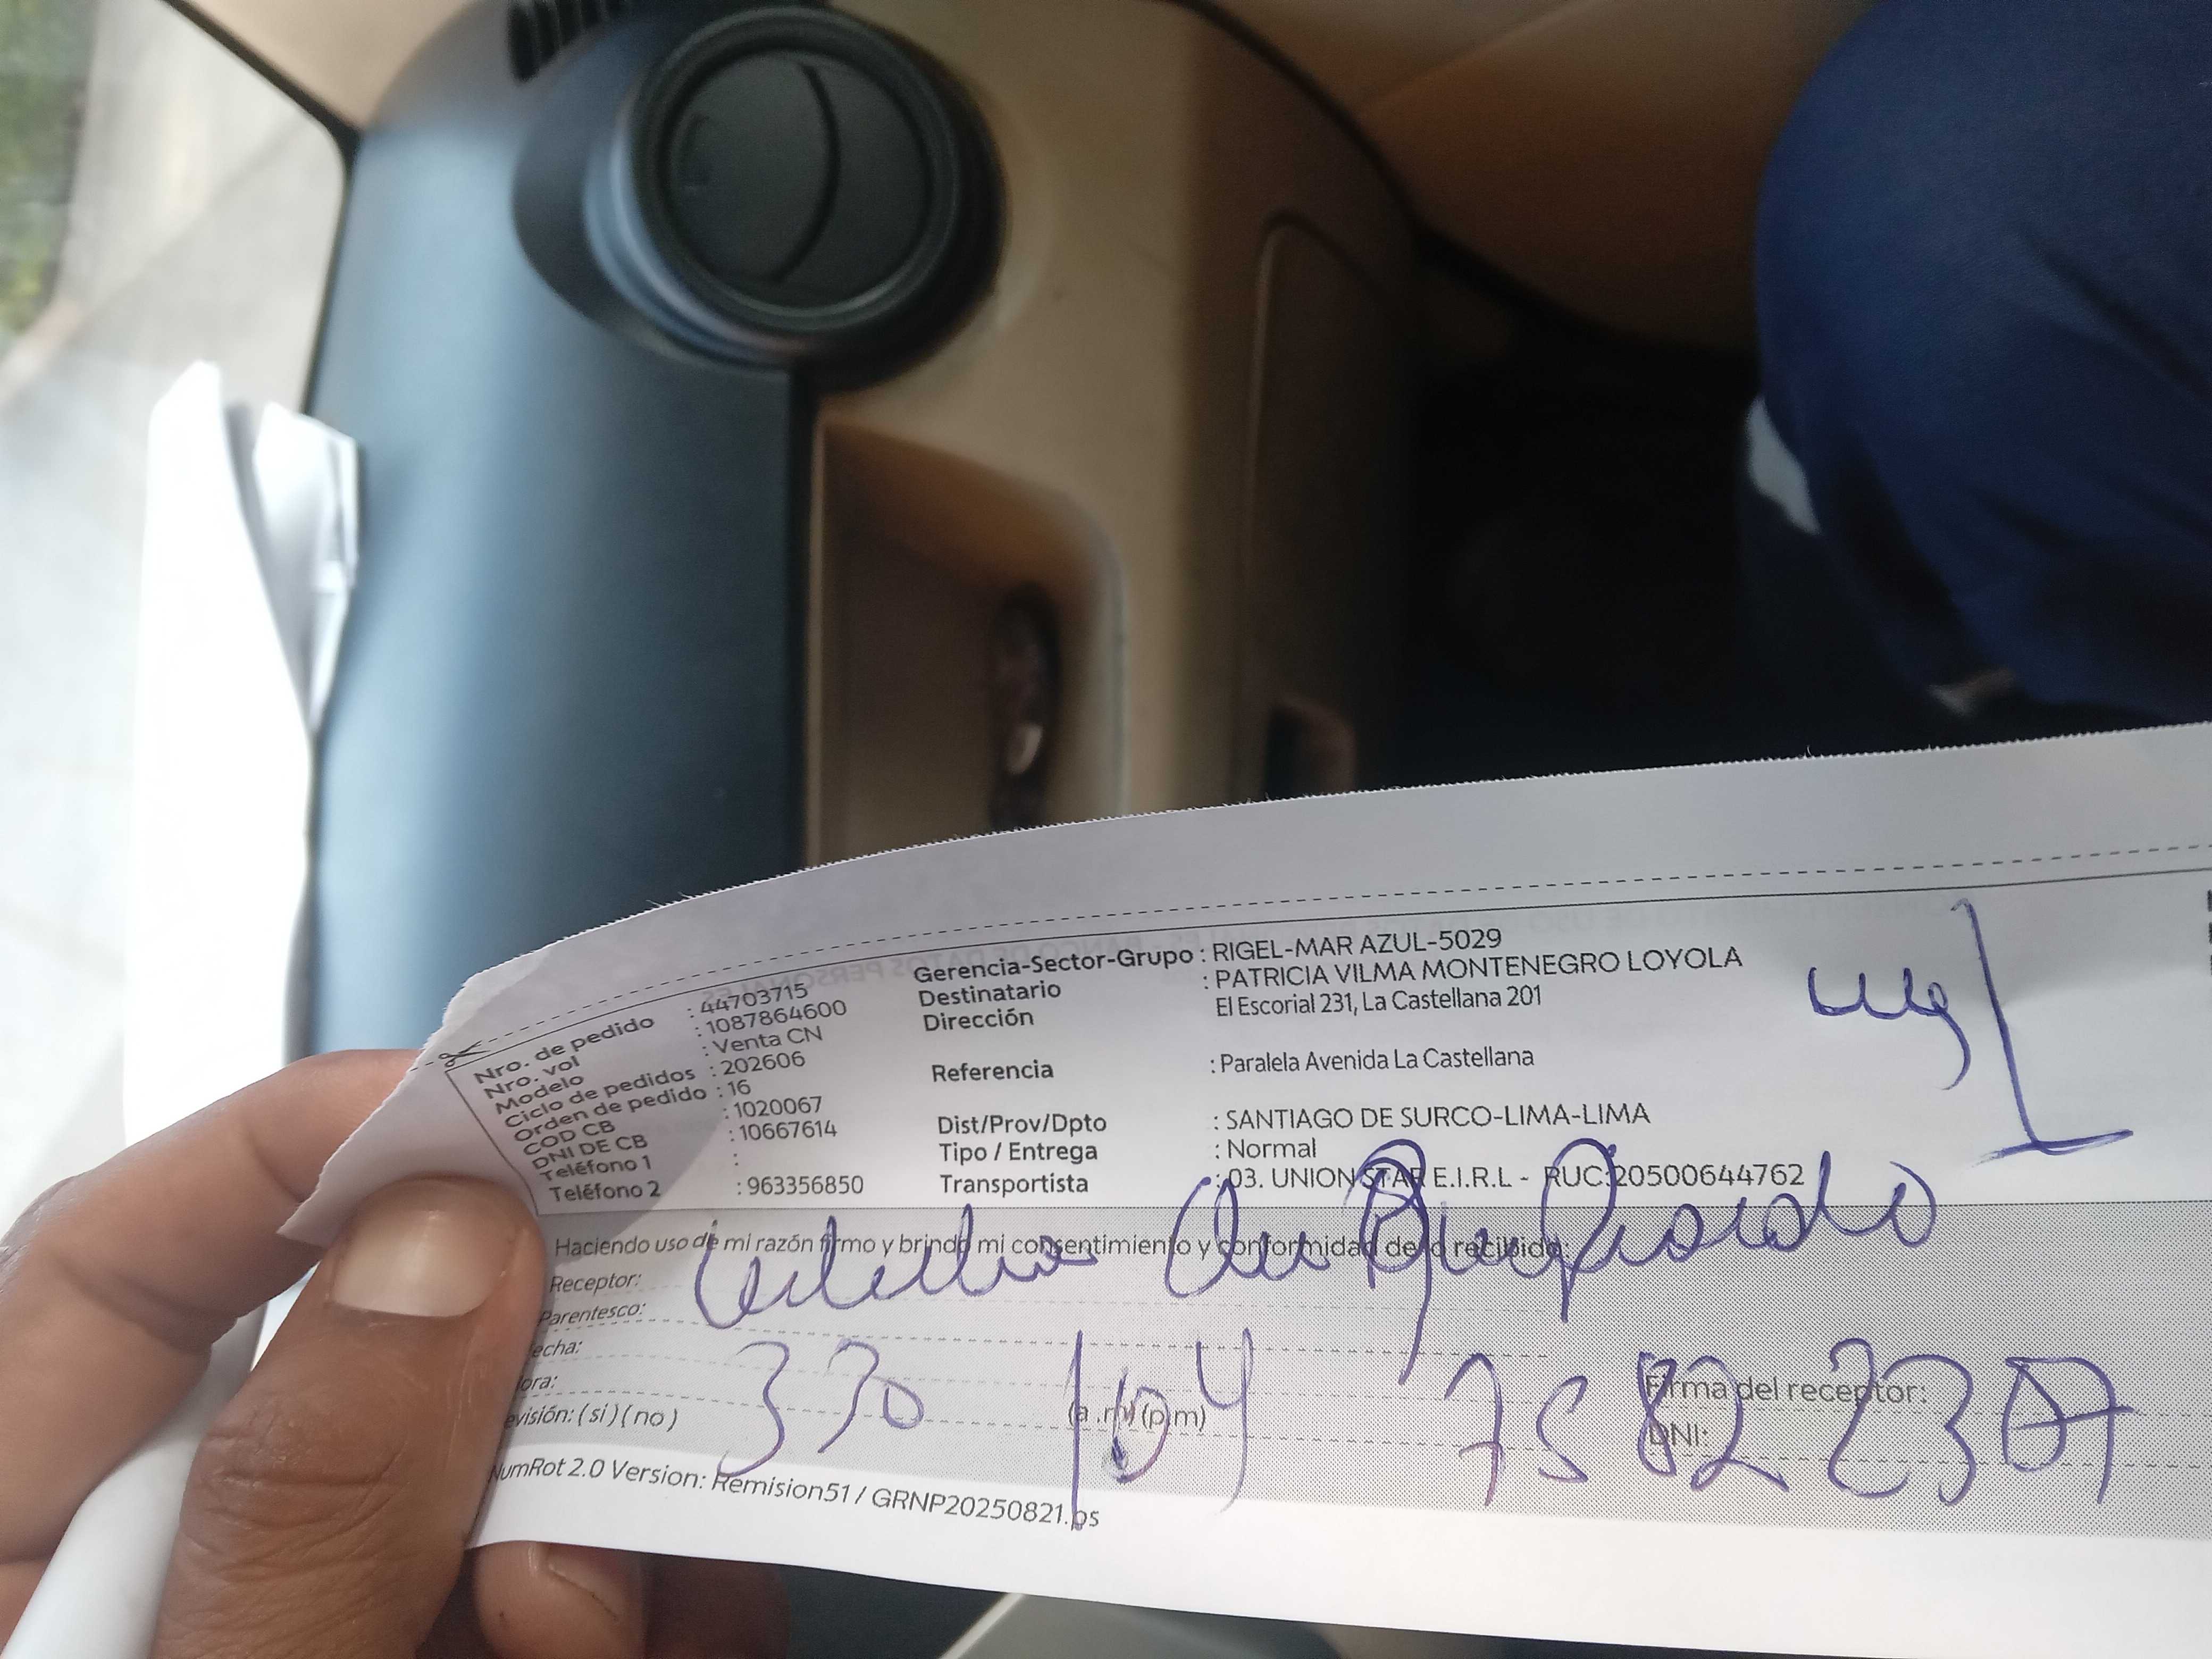 Nro. de pedido : 44703715
Nro. vol : 1087864600
Modelo : Venta CN
Ciclo de pedidos : 202606
Orden de pedido : 16
COD CB : 1020067
DNI DE CB : 10667614
Teléfono 1 :
Teléfono 2 : 963356850
Gerencia-Sector-Grupo : RIGEL-MAR AZUL-5029
Destinatario : PATRICIA VILMA MONTENEGRO LOYOLA
Dirección El Escorial 231, La Castellana 201
Referencia : Paralela Avenida La Castellana
Dist/Prov/Dpto : SANTIAGO DE SURCO-LIMA-LIMA
Tipo / Entrega : Normal
Transportista : 03. UNION STAR E.I.R.L - RUC:20500644762
Haciendo uso de mi razón firmo y brindo mi consentimiento y conformidad de lo recibido:
Receptor:
Parentesco:
echa:
ora:
330 104
(a.m) (p.m)
evisión: ( si ) ( no )
Firma del receptor:
DNI:
75822307
NumRot 2.0 Version: Remision51 / GRNP20250821.ps